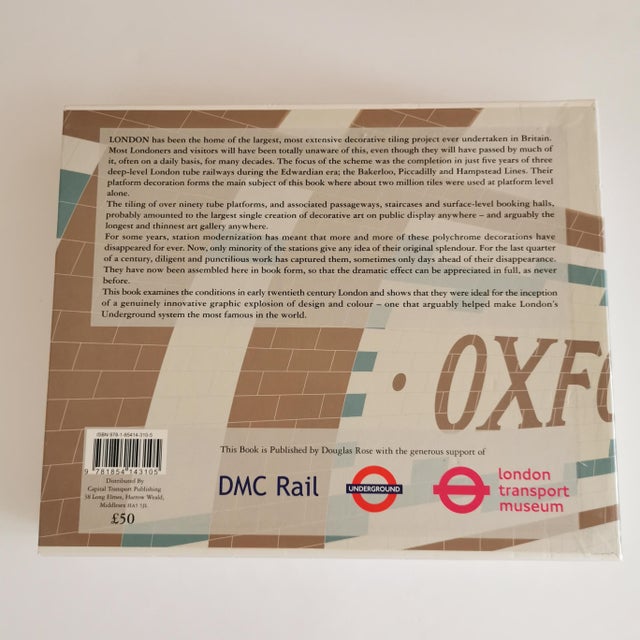 LONDON has been the home of the largest, most extensive decorative tiling project ever undertaken in Britain.
Most Londoners and visitors will have been totally unaware of this, even though they will have passed by much of
it, often on a daily basis, for many decades. The focus of the scheme was the completion in just five years of three
deep-level London tube railways during the Edwardian era; the Bakerloo, Piccadilly and Hampstead Lines. Their
platform decoration forms the main subject of this book where about two million tiles were used at platform level
alone.
The tiling of over ninety tube platforms, and associated passageways, staircases and surface-level booking halls,
probably amounted to the largest single creation of decorative art on public display anywhere – and arguably the
longest and thinnest art gallery anywhere.
For some years, station modernization has meant that more and more of these polychrome decorations have
disappeared for ever. Now, only minority of the stations give any idea of their original splendour. For the last quarter
of a century, diligent and punctilious work has captured them, sometimes only days ahead of their disappearance.
They have now been assembled here in book form, so that the dramatic effect can be appreciated in full, as never
before.
This book examines the conditions in early twentieth century London and shows that they were ideal for the inception
of a genuinely innovative graphic explosion of design and colour – one that arguably helped make London's
Underground system the most famous in the world.
· OXFO
ISBN 978-1-85414-310-5
9 781854 143105
Distributed By
Capital Transport Publishing
38 Long Elmes, Harrow Weald,
Middlesex HA3 5JL
£50
This Book is Published by Douglas Rose with the generous support of
DMC Rail
UNDERGROUND
london
transport
museum